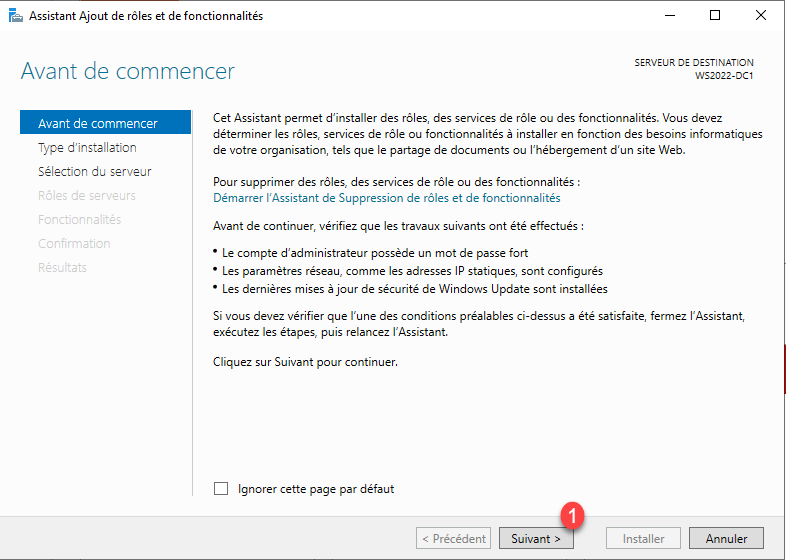 Assistant Ajout de rôles et de fonctionnalités
Avant de commencer
SERVEUR DE DESTINATION
WS2022-DC1
Avant de commencer
Type d'installation
Sélection du serveur
Rôles de serveurs
Fonctionnalités
Confirmation
Résultats
Cet Assistant permet d'installer des rôles, des services de rôle ou des fonctionnalités. Vous devez
déterminer les rôles, services de rôle ou fonctionnalités à installer en fonction des besoins informatiques
de votre organisation, tels que le partage de documents ou l'hébergement d'un site Web.
Pour supprimer des rôles, des services de rôle ou des fonctionnalités :
Démarrer l'Assistant de Suppression de rôles et de fonctionnalités
Avant de continuer, vérifiez que les travaux suivants ont été effectués :
• Le compte d'administrateur possède un mot de passe fort
• Les paramètres réseau, comme les adresses IP statiques, sont configurés
• Les dernières mises à jour de sécurité de Windows Update sont installées
Si vous devez vérifier que l'une des conditions préalables ci-dessus a été satisfaite, fermez l'Assistant,
exécutez les étapes, puis relancez l'Assistant.
Cliquez sur Suivant pour continuer.
Ignorer cette page par défaut
1
< Précédent
Suivant >
Installer
Annuler